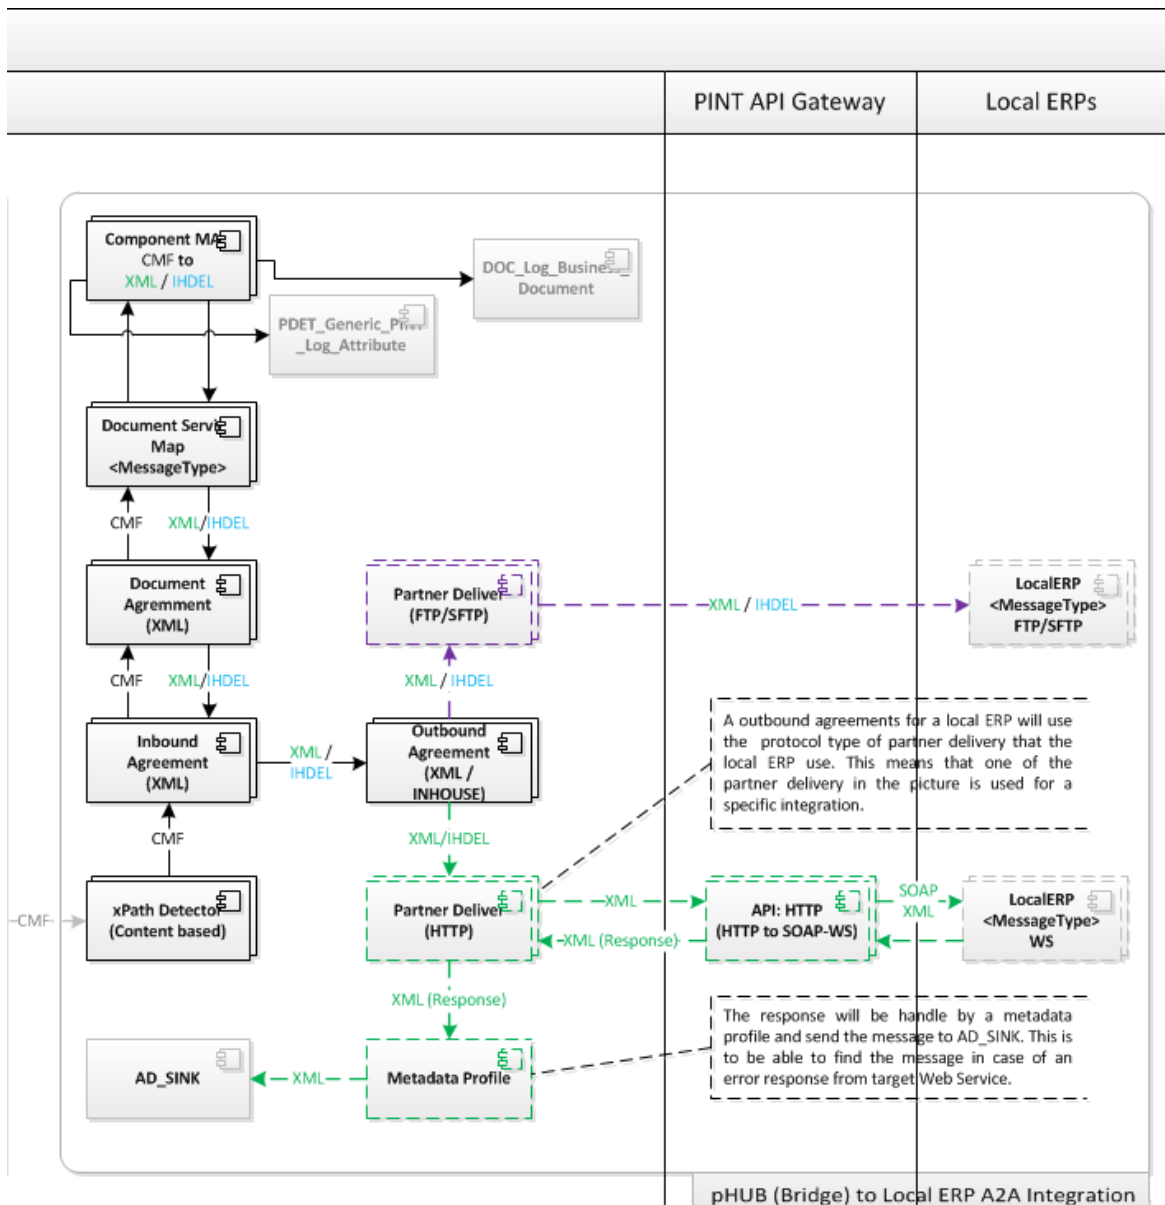 PINT API Gateway
Local ERPs
Component MA
CMF to
XML / IHDEL
DOC_Log_Business_
Document
PDET_Generic_
_Log_Attribute
Document Servi
Map
<MessageType>
CMF
XML/IHDEL
Document
Agremment
(XML)
Partner Deliver
(FTP/SFTP)
XML / IHDEL
LocalERP
<MessageType>
FTP/SFTP
CMF
XML/IHDEL
XML / IHDEL
Inbound
Agreement
(XML)
XML /
IHDEL
Outbound
Agreement
(XML /
INHOUSE)
A outbound agreements for a local ERP will use
the protocol type of partner delivery that the
local ERP use. This means that one of the
partner delivery in the picture is used for a
specific integration.
CMF
XML/IHDEL
CMF
xPath Detector
(Content based)
Partner Deliver
(HTTP)
XML
XML (Response)
API: HTTP
(HTTP to SOAP-WS)
SOAP
XML
LocalERP
<MessageType>
WS
XML (Response)
The response will be handle by a metadata
profile and send the message to AD_SINK. This is
to be able to find the message in case of an
error response from target Web Service.
AD_SINK
XML
Metadata Profile
pHUB (Bridge) to Local ERP A2A Integration